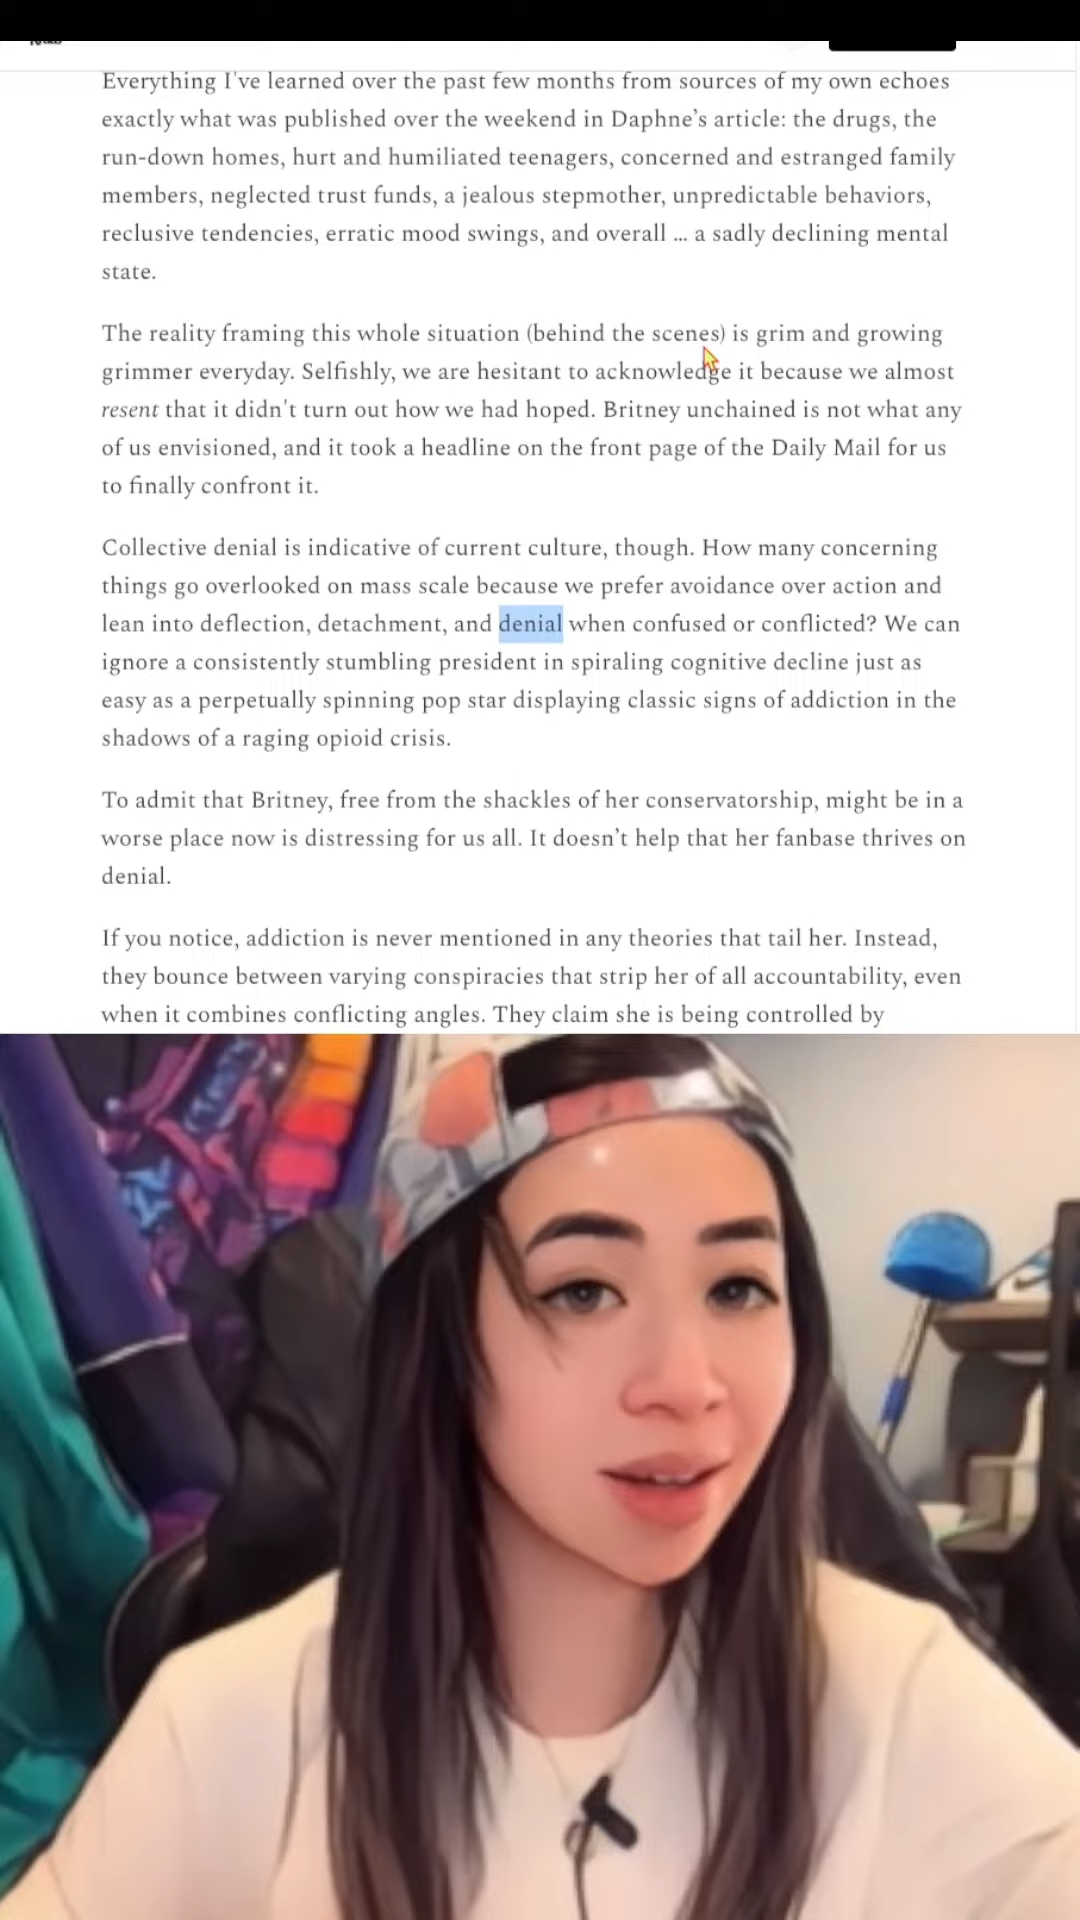 Everything I've learned over the past few months from sources of my own echoes
exactly what was published over the weekend in Daphne’s article: the drugs, the
run-down homes, hurt and humiliated teenagers, concerned and estranged family
members, neglected trust funds, a jealous stepmother, unpredictable behaviors,
reclusive tendencies, erratic mood swings, and overall ... a sadly declining mental
state.
The reality framing this whole situation (behind the scenes) is grim and growing
grimmer everyday. Selfishly, we are hesitant to acknowledge it because we almost
resent that it didn't turn out how we had hoped. Britney unchained is not what any
of us envisioned, and it took a headline on the front page of the Daily Mail for us
to finally confront it.
Collective denial is indicative of current culture, though. How many concerning
things go overlooked on mass scale because we prefer avoidance over action and
lean into deflection, detachment, and denial when confused or conflicted? We can
ignore a consistently stumbling president in spiraling cognitive decline just as
easy as a perpetually spinning pop star displaying classic signs of addiction in the
shadows of a raging opioid crisis.
To admit that Britney, free from the shackles of her conservatorship, might be in a
worse place now is distressing for us all. It doesn’t help that her fanbase thrives on
denial.
If you notice, addiction is never mentioned in any theories that tail her. Instead,
they bounce between varying conspiracies that strip her of all accountability, even
when it combines conflicting angles. They claim she is being controlled by